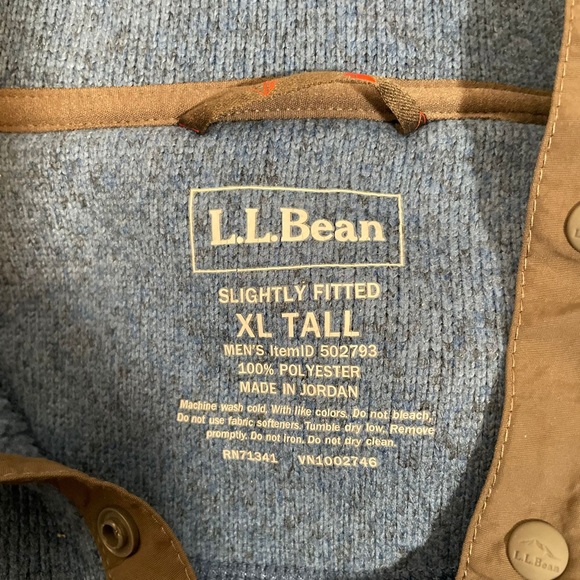 L.L.Bean
SLIGHTLY FITTED
XL TALL
MEN'S ItemID 502793
100% POLYESTER
MADE IN JORDAN
Machine wash cold. With like colors. Do not bleach.
Do not use fabric softeners. Tumble dry low. Remove
promptly. Do not iron. Do not dry clean.
RN71341 VN1002746
L.L.Bean